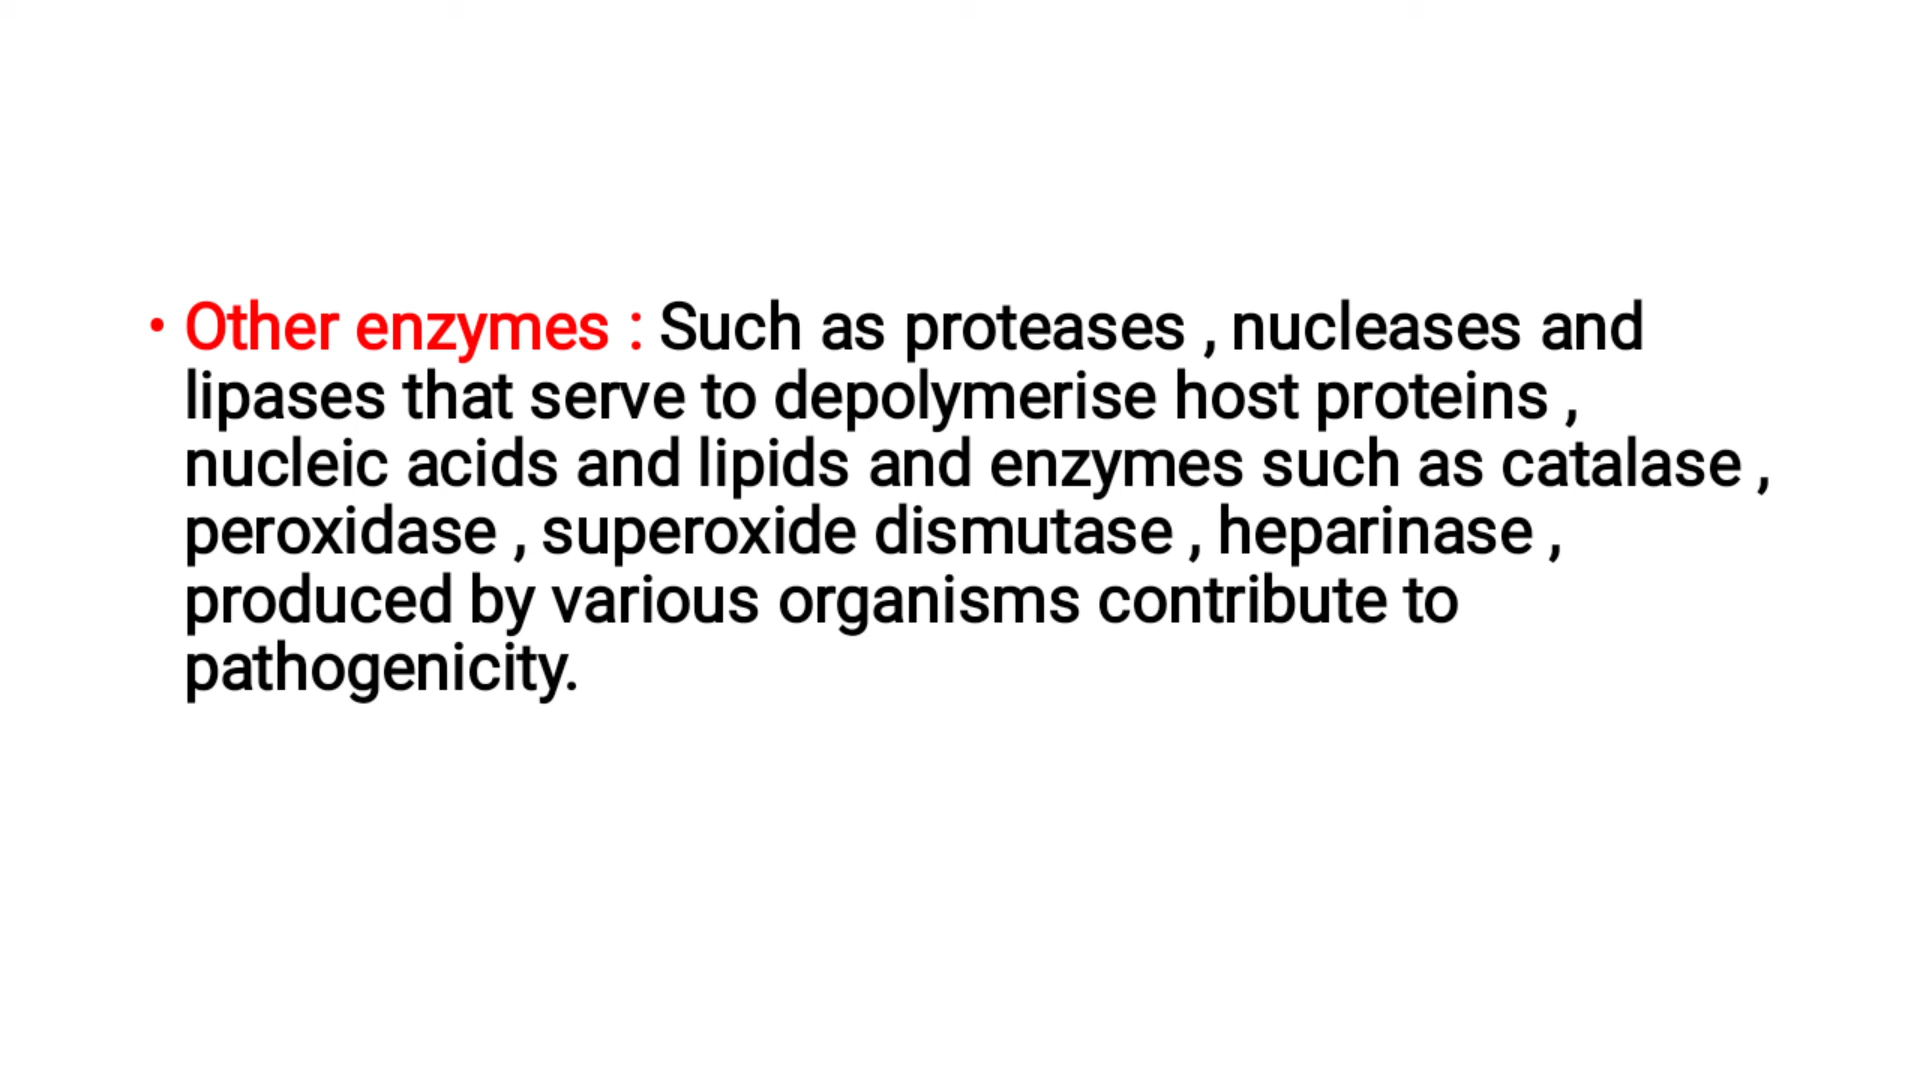 • Other enzymes : Such as proteases , nucleases and
lipases that serve to depolymerise host proteins ,
nucleic acids and lipids and enzymes such as catalase ,
peroxidase , superoxide dismutase , heparinase ,
produced by various organisms contribute to
pathogenicity.